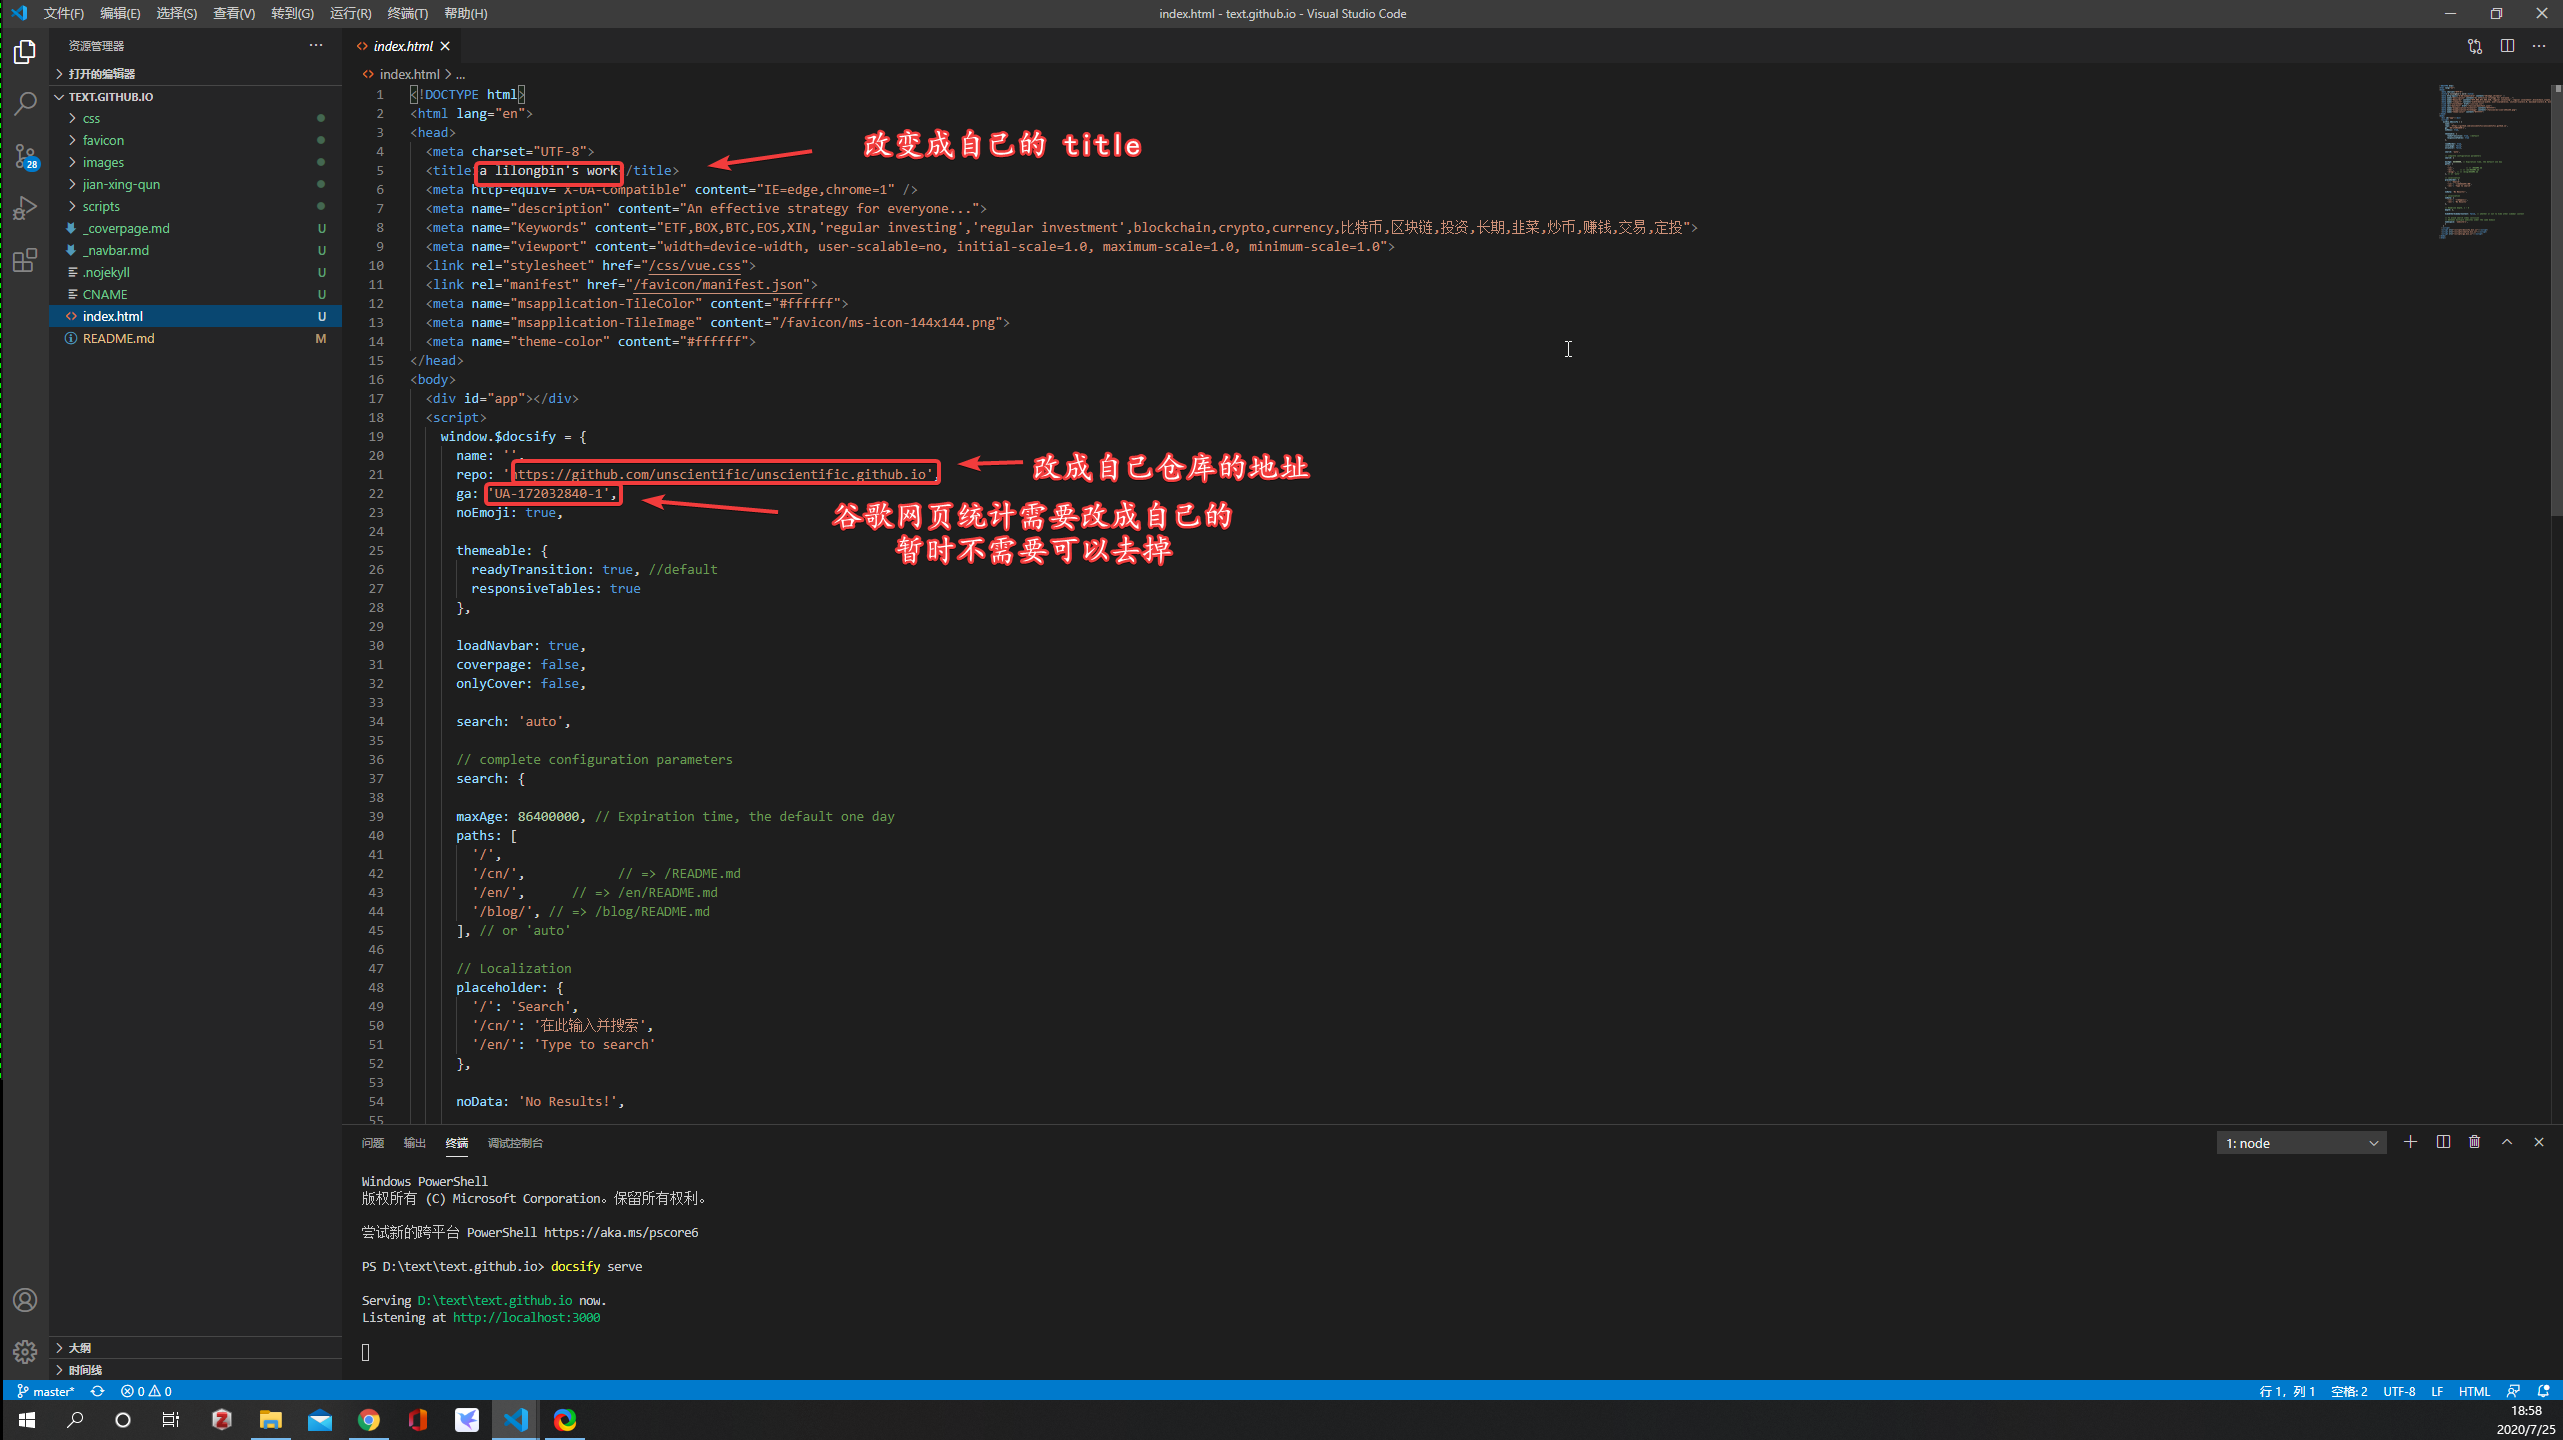 文件(F) 编辑(E) 选择(S) 查看(V) 转到(G) 运行(R) 终端(T) 帮助(H)
index.html - text.github.io - Visual Studio Code
资源管理器
打开的编辑器
TEXT.GITHUB.IO
css
favicon
images
jian-xing-qun
scripts
_coverpage.md U
_navbar.md U
.nojekyll U
CNAME U
index.html U
README.md M
28
大纲
时间线
index.html
index.html > ...
1 <!DOCTYPE html>
2 <html lang="en">
3 <head>
4 <meta charset="UTF-8">
5 <title>a lilongbin's work</title>
改变成自己的 title
6 <meta http-equiv="X-UA-Compatible" content="IE=edge,chrome=1" />
7 <meta name="description" content="An effective strategy for everyone...">
8 <meta name="Keywords" content="ETF,BOX,BTC,EOS,XIN,'regular investing','regular investment',blockchain,crypto,currency,比特币,区块链,投资,长期,韭菜,炒币,赚钱,交易,定投">
9 <meta name="viewport" content="width=device-width, user-scalable=no, initial-scale=1.0, maximum-scale=1.0, minimum-scale=1.0">
10 <link rel="stylesheet" href="/css/vue.css">
11 <link rel="manifest" href="/favicon/manifest.json">
12 <meta name="msapplication-TileColor" content="#ffffff">
13 <meta name="msapplication-TileImage" content="/favicon/ms-icon-144x144.png">
14 <meta name="theme-color" content="#ffffff">
15 </head>
16 <body>
17 <div id="app"></div>
18 <script>
19 window.$docsify = {
20 name: '',
21 repo: 'https://github.com/unscientific/unscientific.github.io',
改成自己仓库的地址
22 ga: 'UA-172032840-1',
谷歌网页统计需要改成自己的
暂时不需要可以去掉
23 noEmoji: true,
24
25 themeable: {
26 readyTransition: true, //default
27 responsiveTables: true
28 },
29
30 loadNavbar: true,
31 coverpage: false,
32 onlyCover: false,
33
34 search: 'auto',
35
36 // complete configuration parameters
37 search: {
38
39 maxAge: 86400000, // Expiration time, the default one day
40 paths: [
41 '/',
42 '/cn/', // => /README.md
43 '/en/', // => /en/README.md
44 '/blog/', // => /blog/README.md
45 ], // or 'auto'
46
47 // Localization
48 placeholder: {
49 '/': 'Search',
50 '/cn/': '在此输入并搜索',
51 '/en/': 'Type to search'
52 },
53
54 noData: 'No Results!',
55
问题 输出 终端 调试控制台
1: node
Windows PowerShell
版权所有 (C) Microsoft Corporation。保留所有权利。
尝试新的跨平台 PowerShell https://aka.ms/pscore6
PS D:\text\text.github.io> docsify serve
Serving D:\text\text.github.io now.
Listening at http://localhost:3000
master* 0 0
行 1, 列 1 空格: 2 UTF-8 LF HTML
18:58
2020/7/25